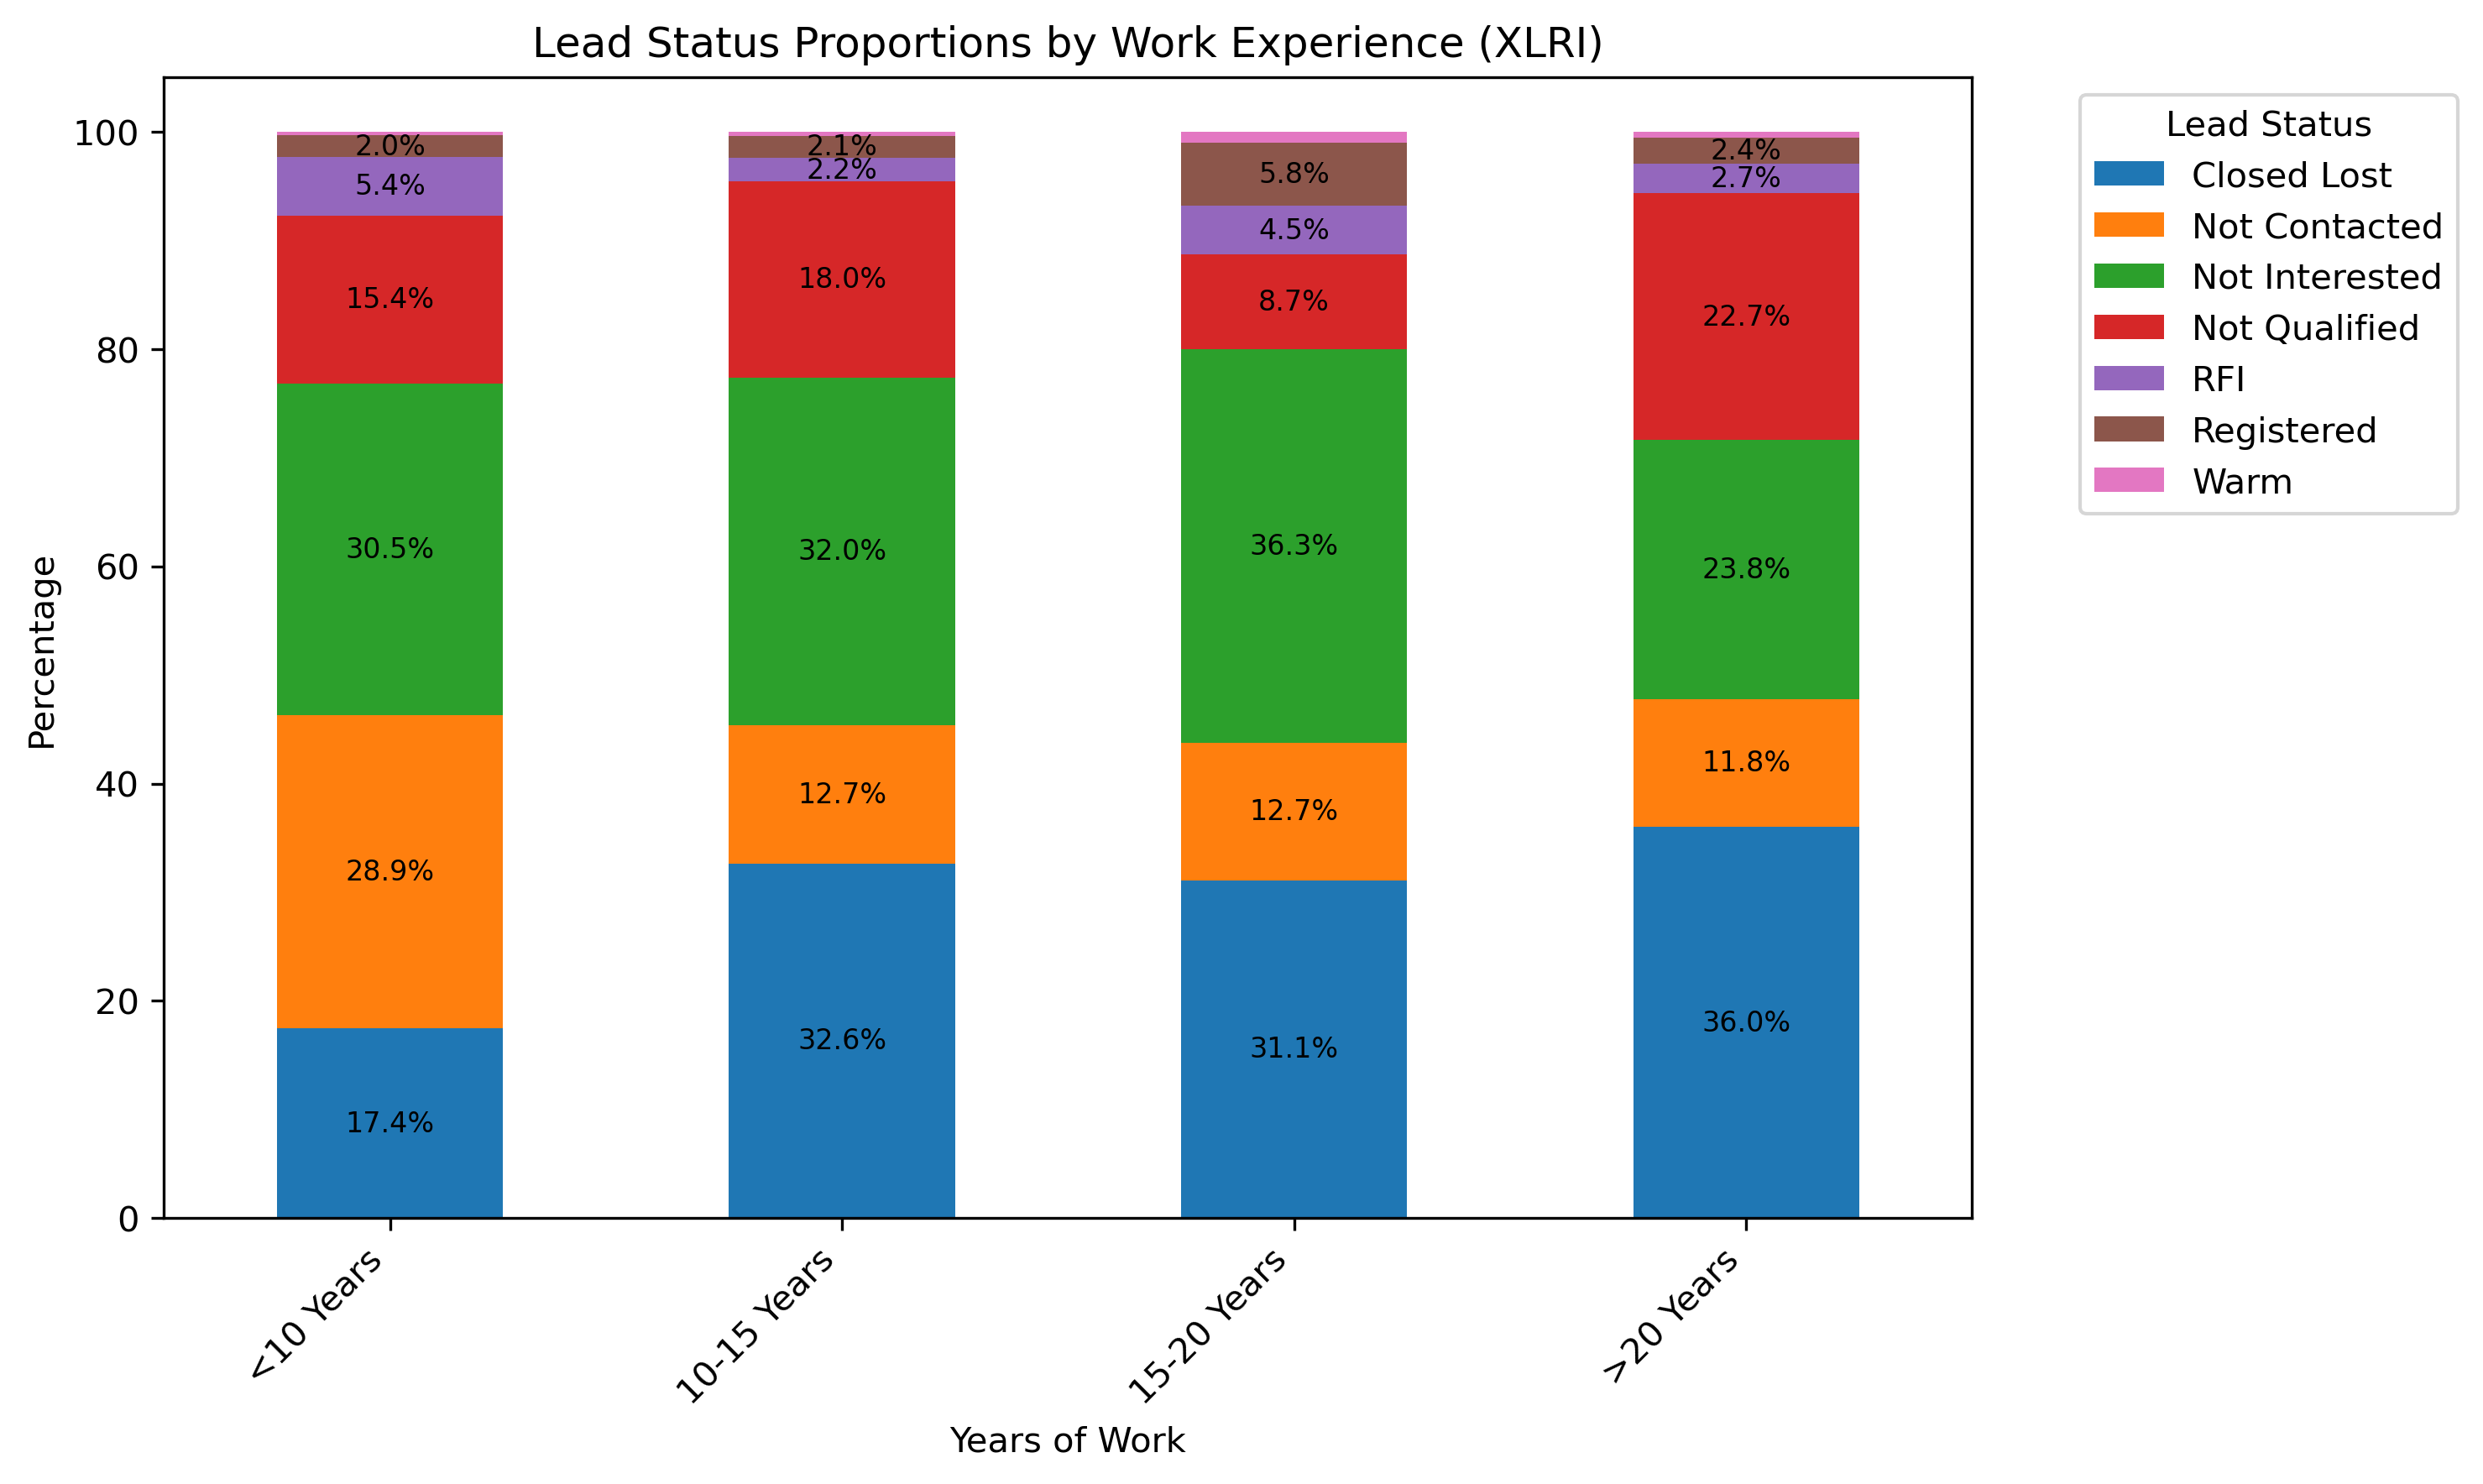 Lead Status Proportions by Work Experience (XLRI)
Percentage
100
80
60
40
20
0
2.0%
5.4%
15.4%
30.5%
28.9%
17.4%
2.1%
2.2%
18.0%
32.0%
12.7%
32.6%
5.8%
4.5%
8.7%
36.3%
12.7%
31.1%
2.4%
2.7%
22.7%
23.8%
11.8%
36.0%
<10 Years
10-15 Years
15-20 Years
>20 Years
Years of Work
Lead Status
Closed Lost
Not Contacted
Not Interested
Not Qualified
RFI
Registered
Warm